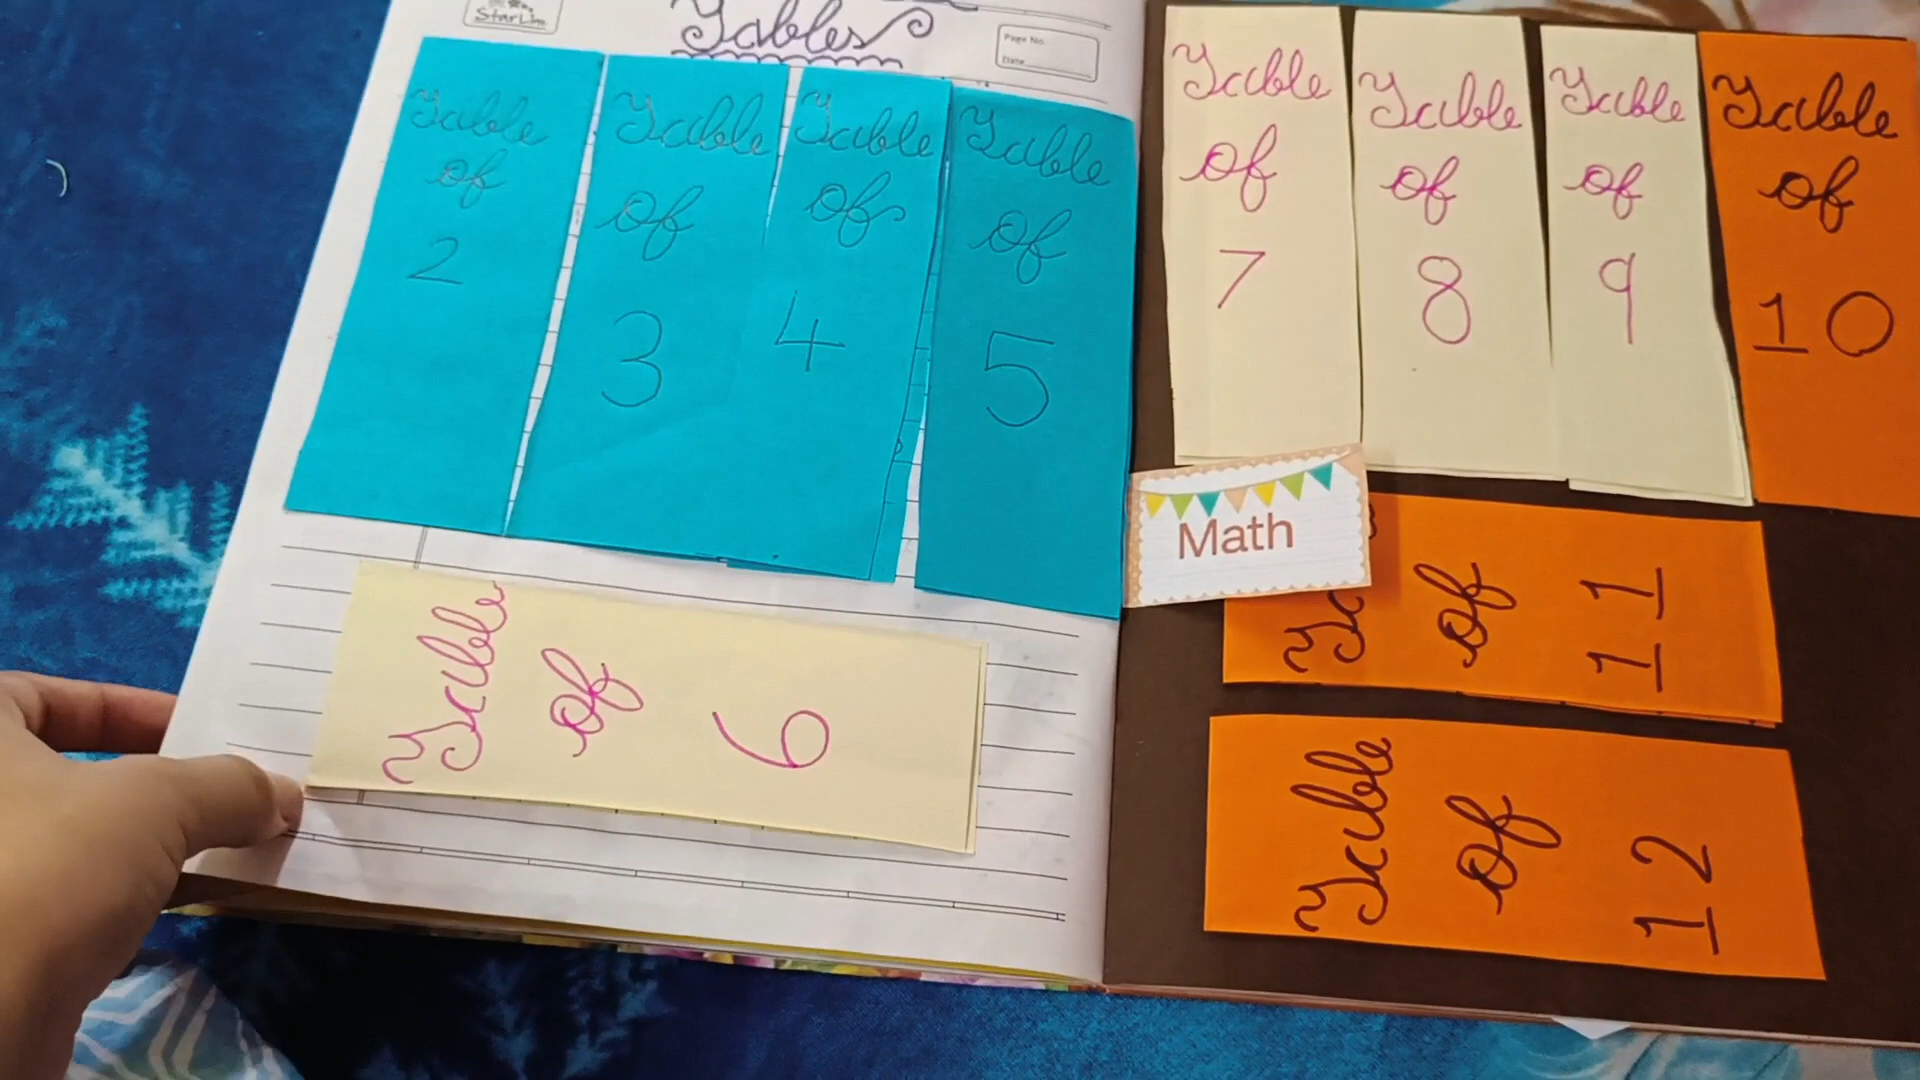 StarLine
Tables
Page No.
Date
Table
of
2
Table
of
3
Table
of
4
Table
of
5
Table
of
6
Table
of
7
Table
of
8
Table
of
9
Table
of
10
Math
of
11
Table
of
12